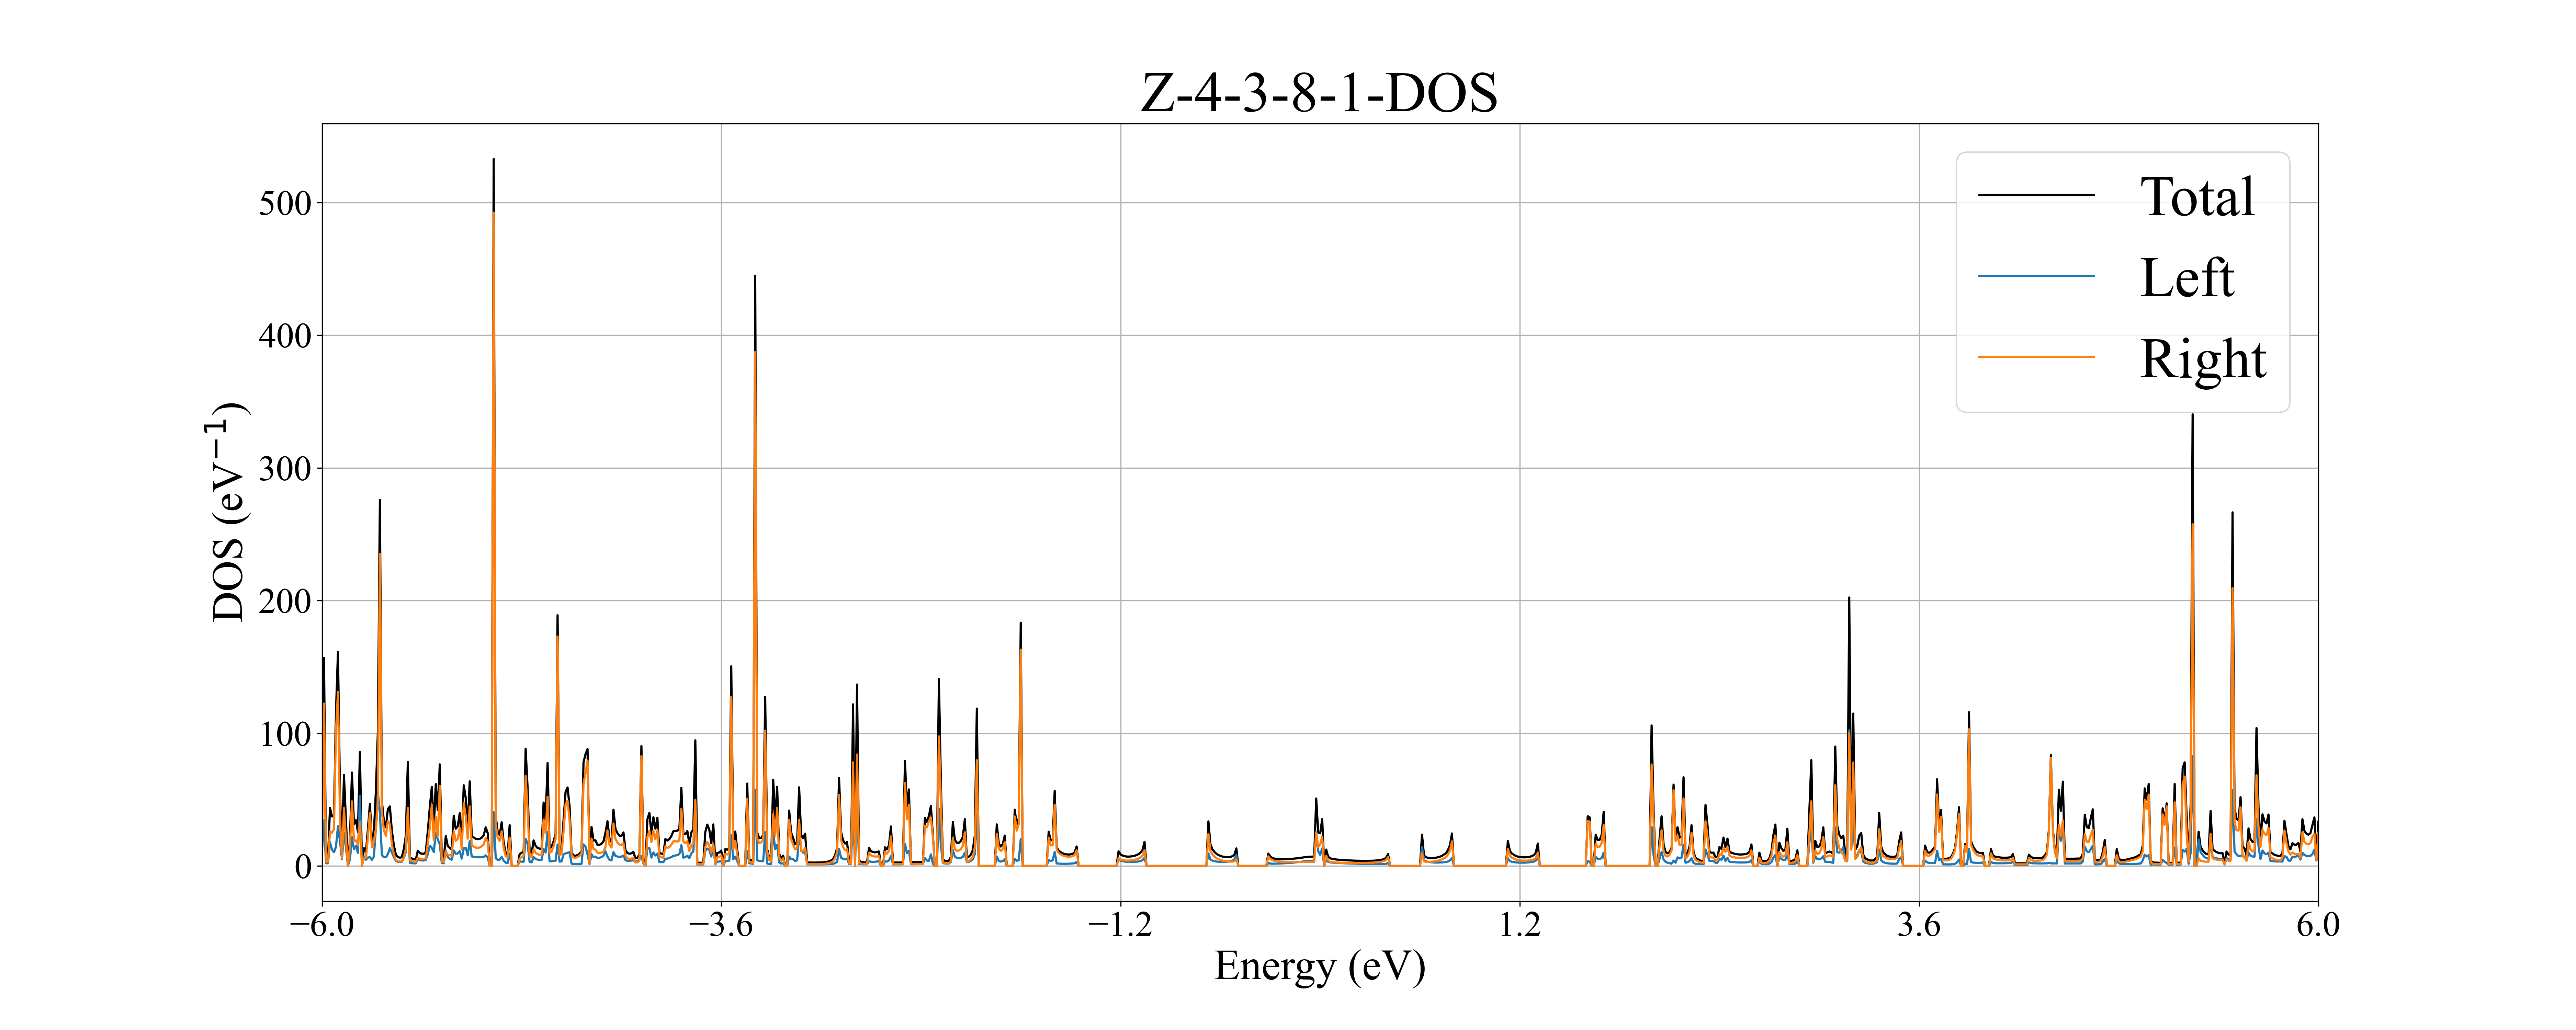 Z-4-3-8-1-DOS
DOS (eV⁻¹)
500
400
300
200
100
0
Total
Left
Right
−6.0
−3.6
−1.2
1.2
3.6
6.0
Energy (eV)